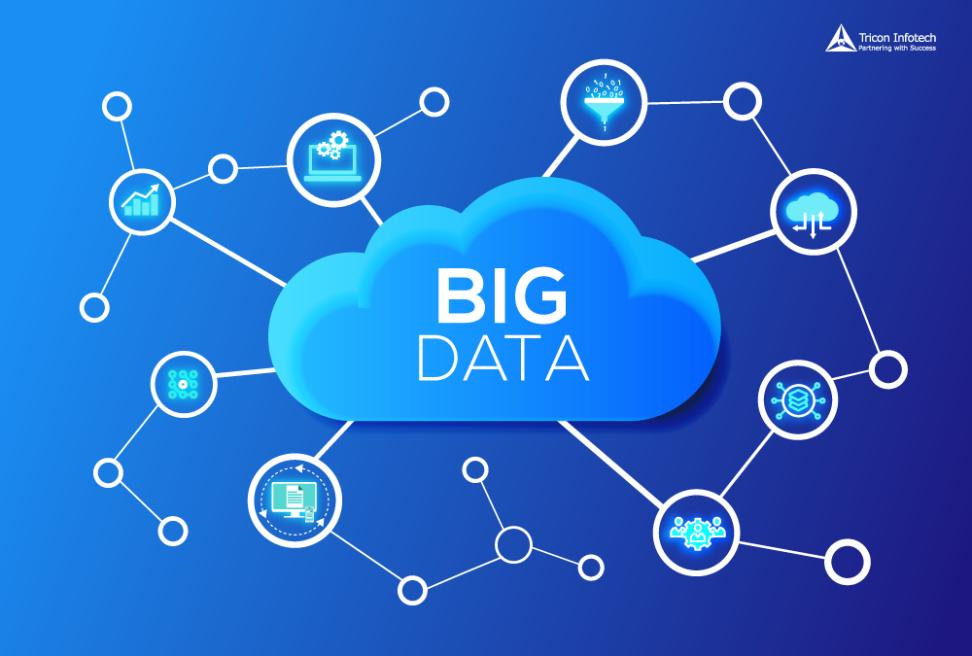 Tricon Infotech
Partnering with Success
BIG
DATA